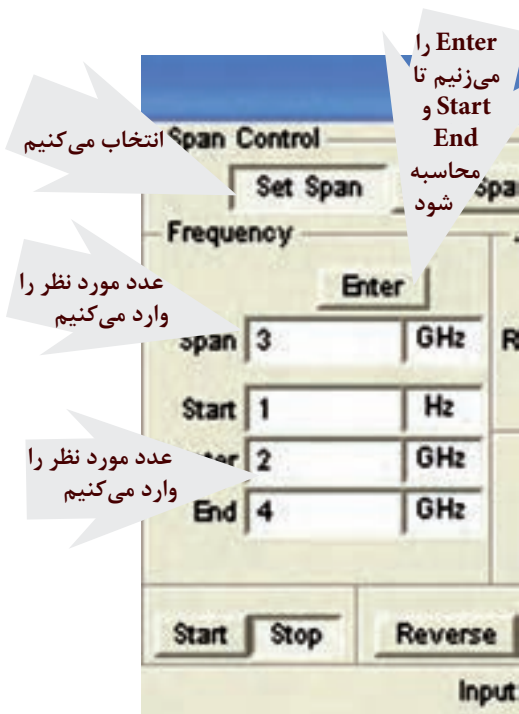 Enter را
می‌زنیم تا
Start و
End
محاسبه
شود
انتخاب می‌کنیم
Span Control
Set Span
Frequency
Enter
عدد مورد نظر را
وارد می‌کنیم
Span 3 GHz
Start 1 Hz
عدد مورد نظر را
وارد می‌کنیم
2 GHz
End 4 GHz
Start Stop Reverse
Input